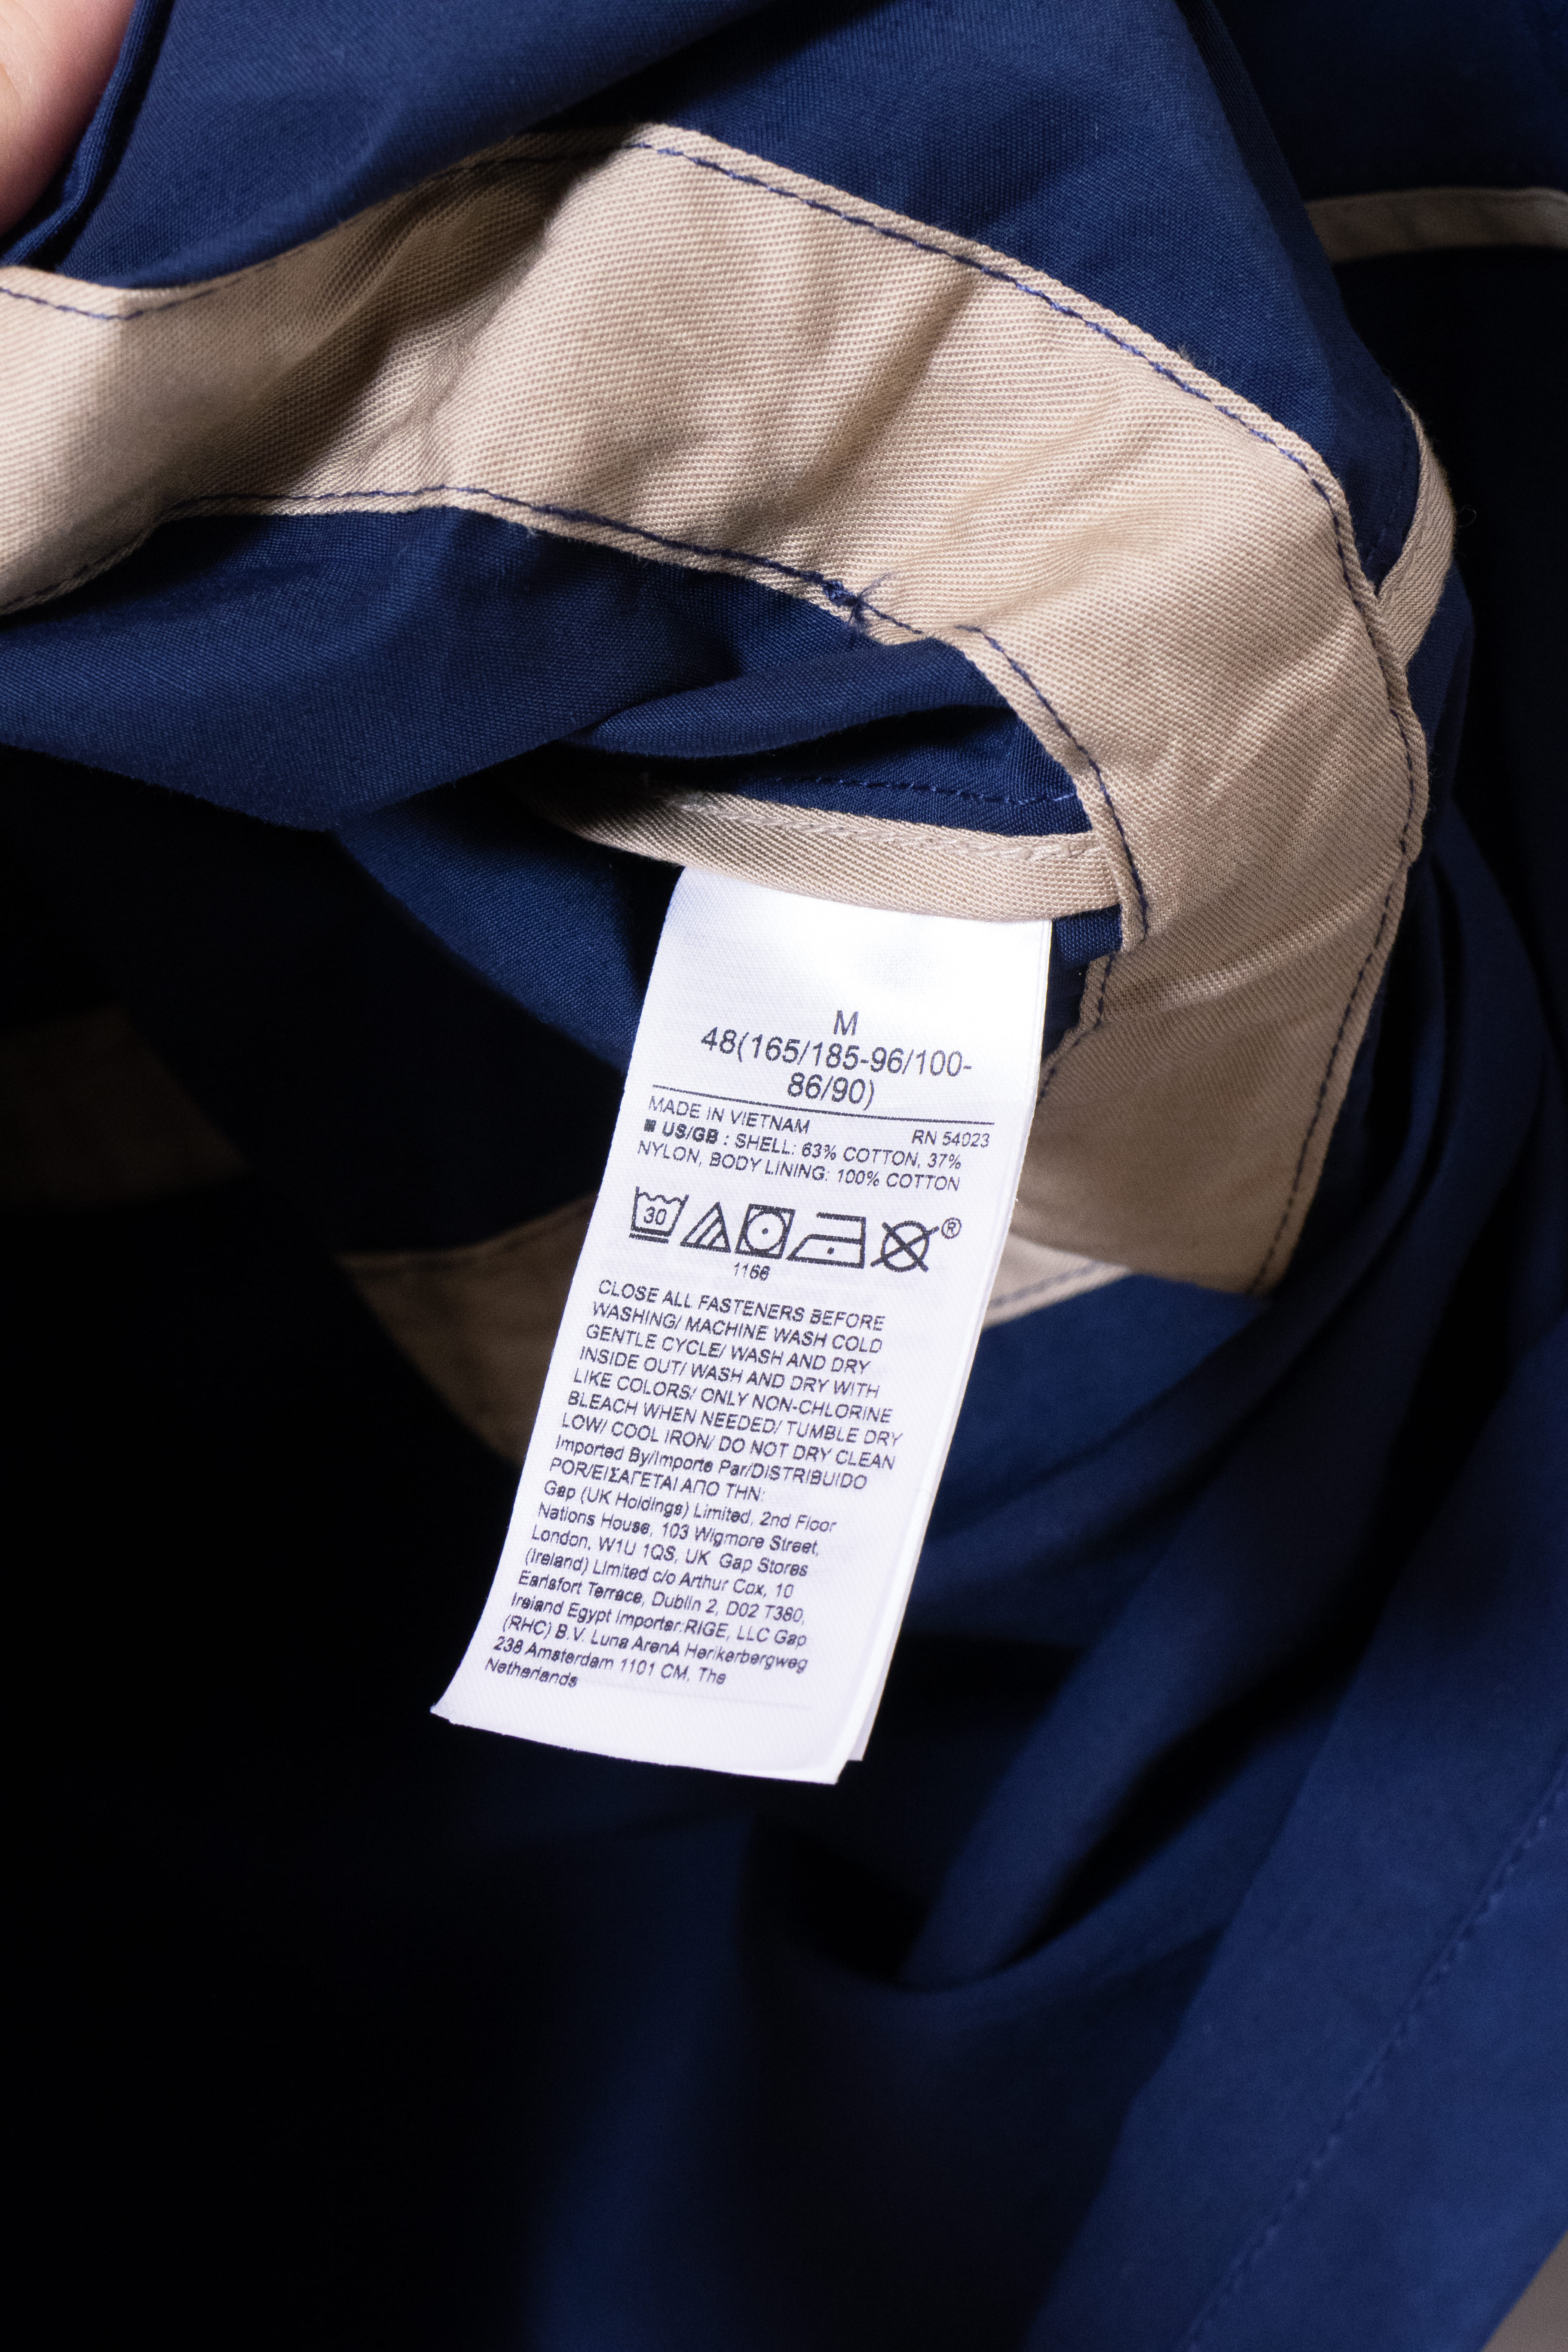 M
48(165/185-96/100-
86/90)
MADE IN VIETNAM RN 54023
US/GB : SHELL: 63% COTTON, 37%
NYLON, BODY LINING: 100% COTTON
30 ®
1166
CLOSE ALL FASTENERS BEFORE
WASHING/ MACHINE WASH COLD
GENTLE CYCLE/ WASH AND DRY
INSIDE OUT/ WASH AND DRY WITH
LIKE COLORS/ ONLY NON-CHLORINE
BLEACH WHEN NEEDED/ TUMBLE DRY
LOW/ COOL IRON/ DO NOT DRY CLEAN
Imported By/Importe Par/DISTRIBUIDO
POR/ΕΙΣΑΓΕΤΑΙ ΑΠΟ ΤΗΝ:
Gap (UK Holdings) Limited, 2nd Floor
Nations House, 103 Wigmore Street,
London, W1U 1QS, UK Gap Stores
(Ireland) Limited c/o Arthur Cox, 10
Earlsfort Terrace, Dublin 2, D02 T380,
Ireland Egypt Importer:RIGE, LLC Gap
(RHC) B.V. Luna ArenA Herikerbergweg
238 Amsterdam 1101 CM, The
Netherlands